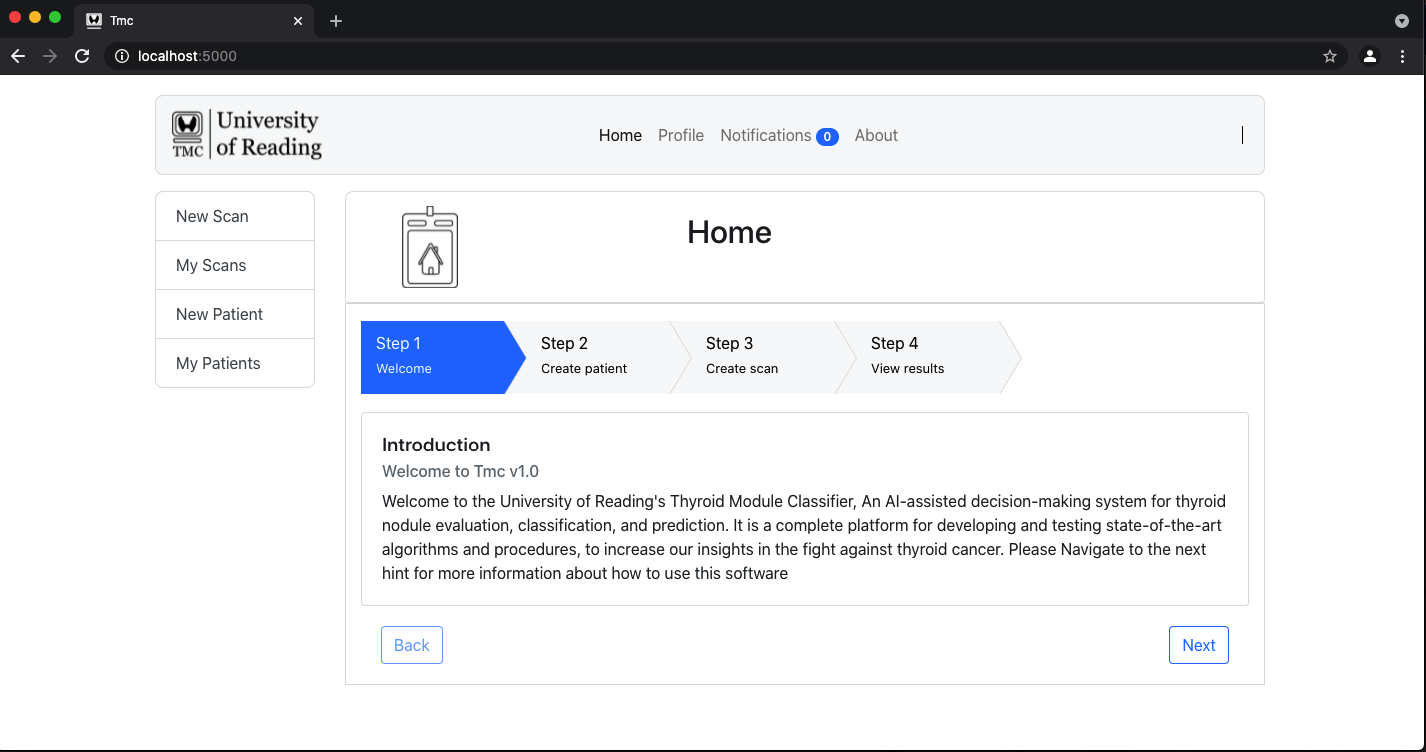 Tmc
localhost:5000
University
of Reading
TMC
Home Profile Notifications 0 About
New Scan
My Scans
New Patient
My Patients
Home
Step 1
Welcome
Step 2
Create patient
Step 3
Create scan
Step 4
View results
Introduction
Welcome to Tmc v1.0
Welcome to the University of Reading's Thyroid Module Classifier, An AI-assisted decision-making system for thyroid
nodule evaluation, classification, and prediction. It is a complete platform for developing and testing state-of-the-art
algorithms and procedures, to increase our insights in the fight against thyroid cancer. Please Navigate to the next
hint for more information about how to use this software
Back
Next